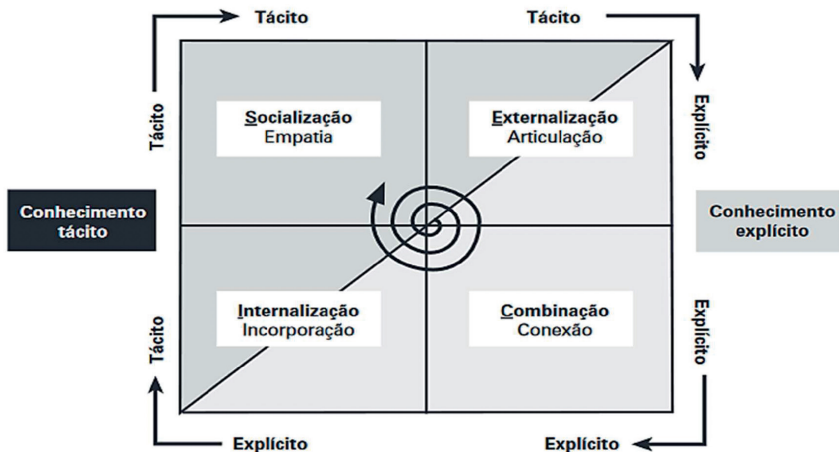 Tácito
Tácito
Tácito
Explícito
Socialização
Empatia
Externalização
Articulação
Conhecimento
tácito
Conhecimento
explícito
Internalização
Incorporação
Combinação
Conexão
Tácito
Explícito
Explícito
Explícito